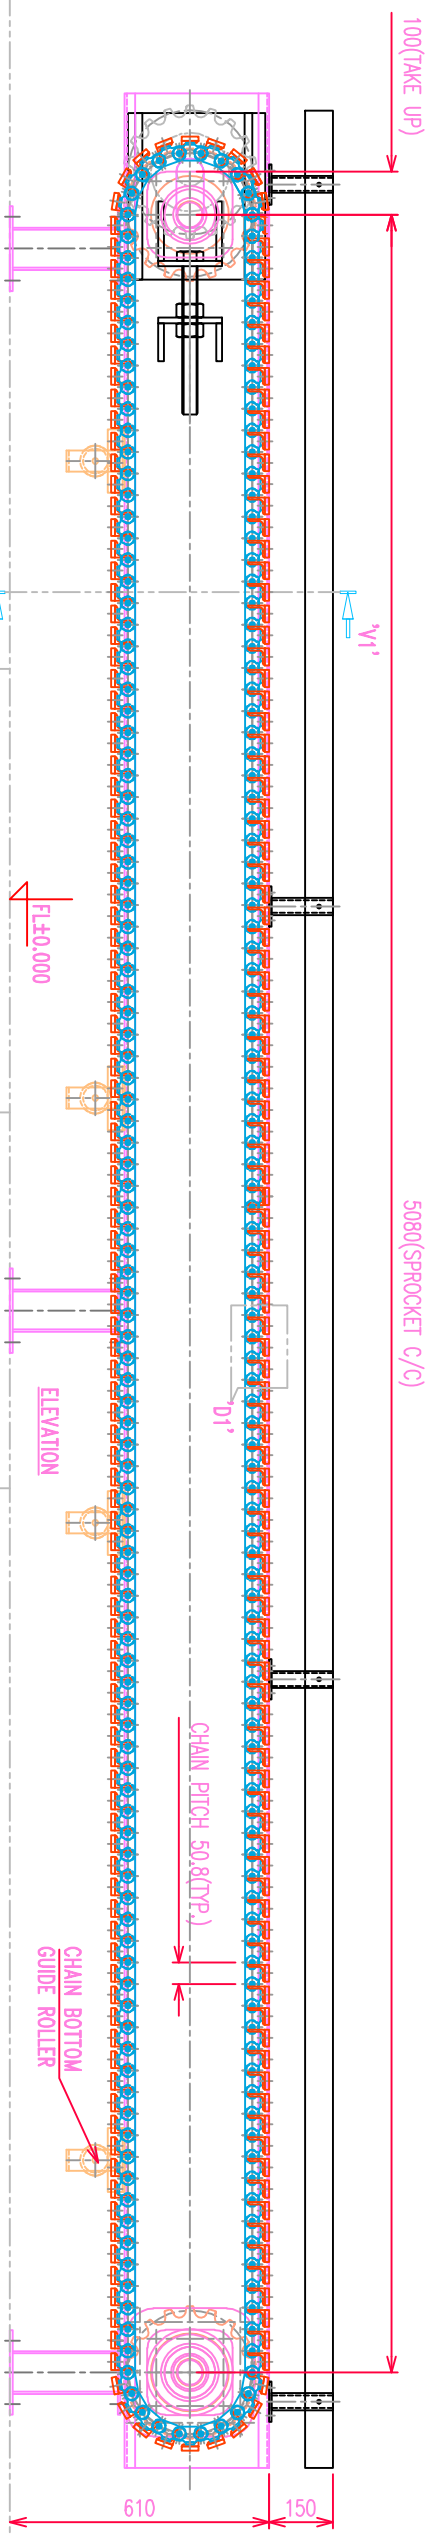 100(TAKE UP)
5080(SPROCKET C/C)
'V1'
'D1'
CHAIN PITCH 50.8(TYP.)
FL±0.000
ELEVATION
CHAIN BOTTOM
GUIDE ROLLER
610
150